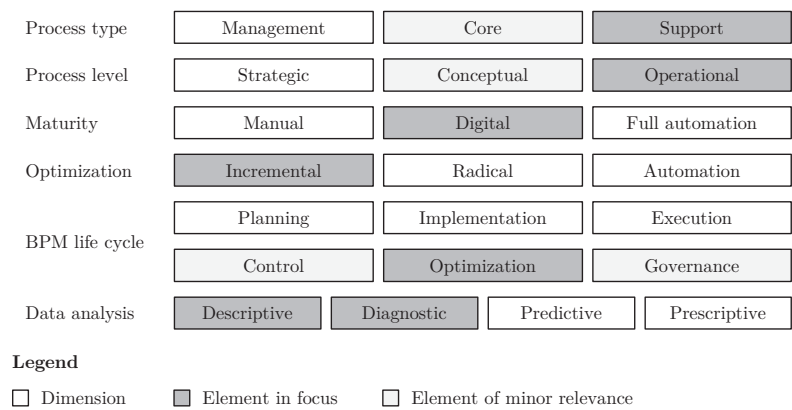 Process type Management Core Support
Process level Strategic Conceptual Operational
Maturity Manual Digital Full automation
Optimization Incremental Radical Automation
BPM life cycle Planning Implementation Execution
Control Optimization Governance
Data analysis Descriptive Diagnostic Predictive Prescriptive
Legend
Dimension Element in focus Element of minor relevance